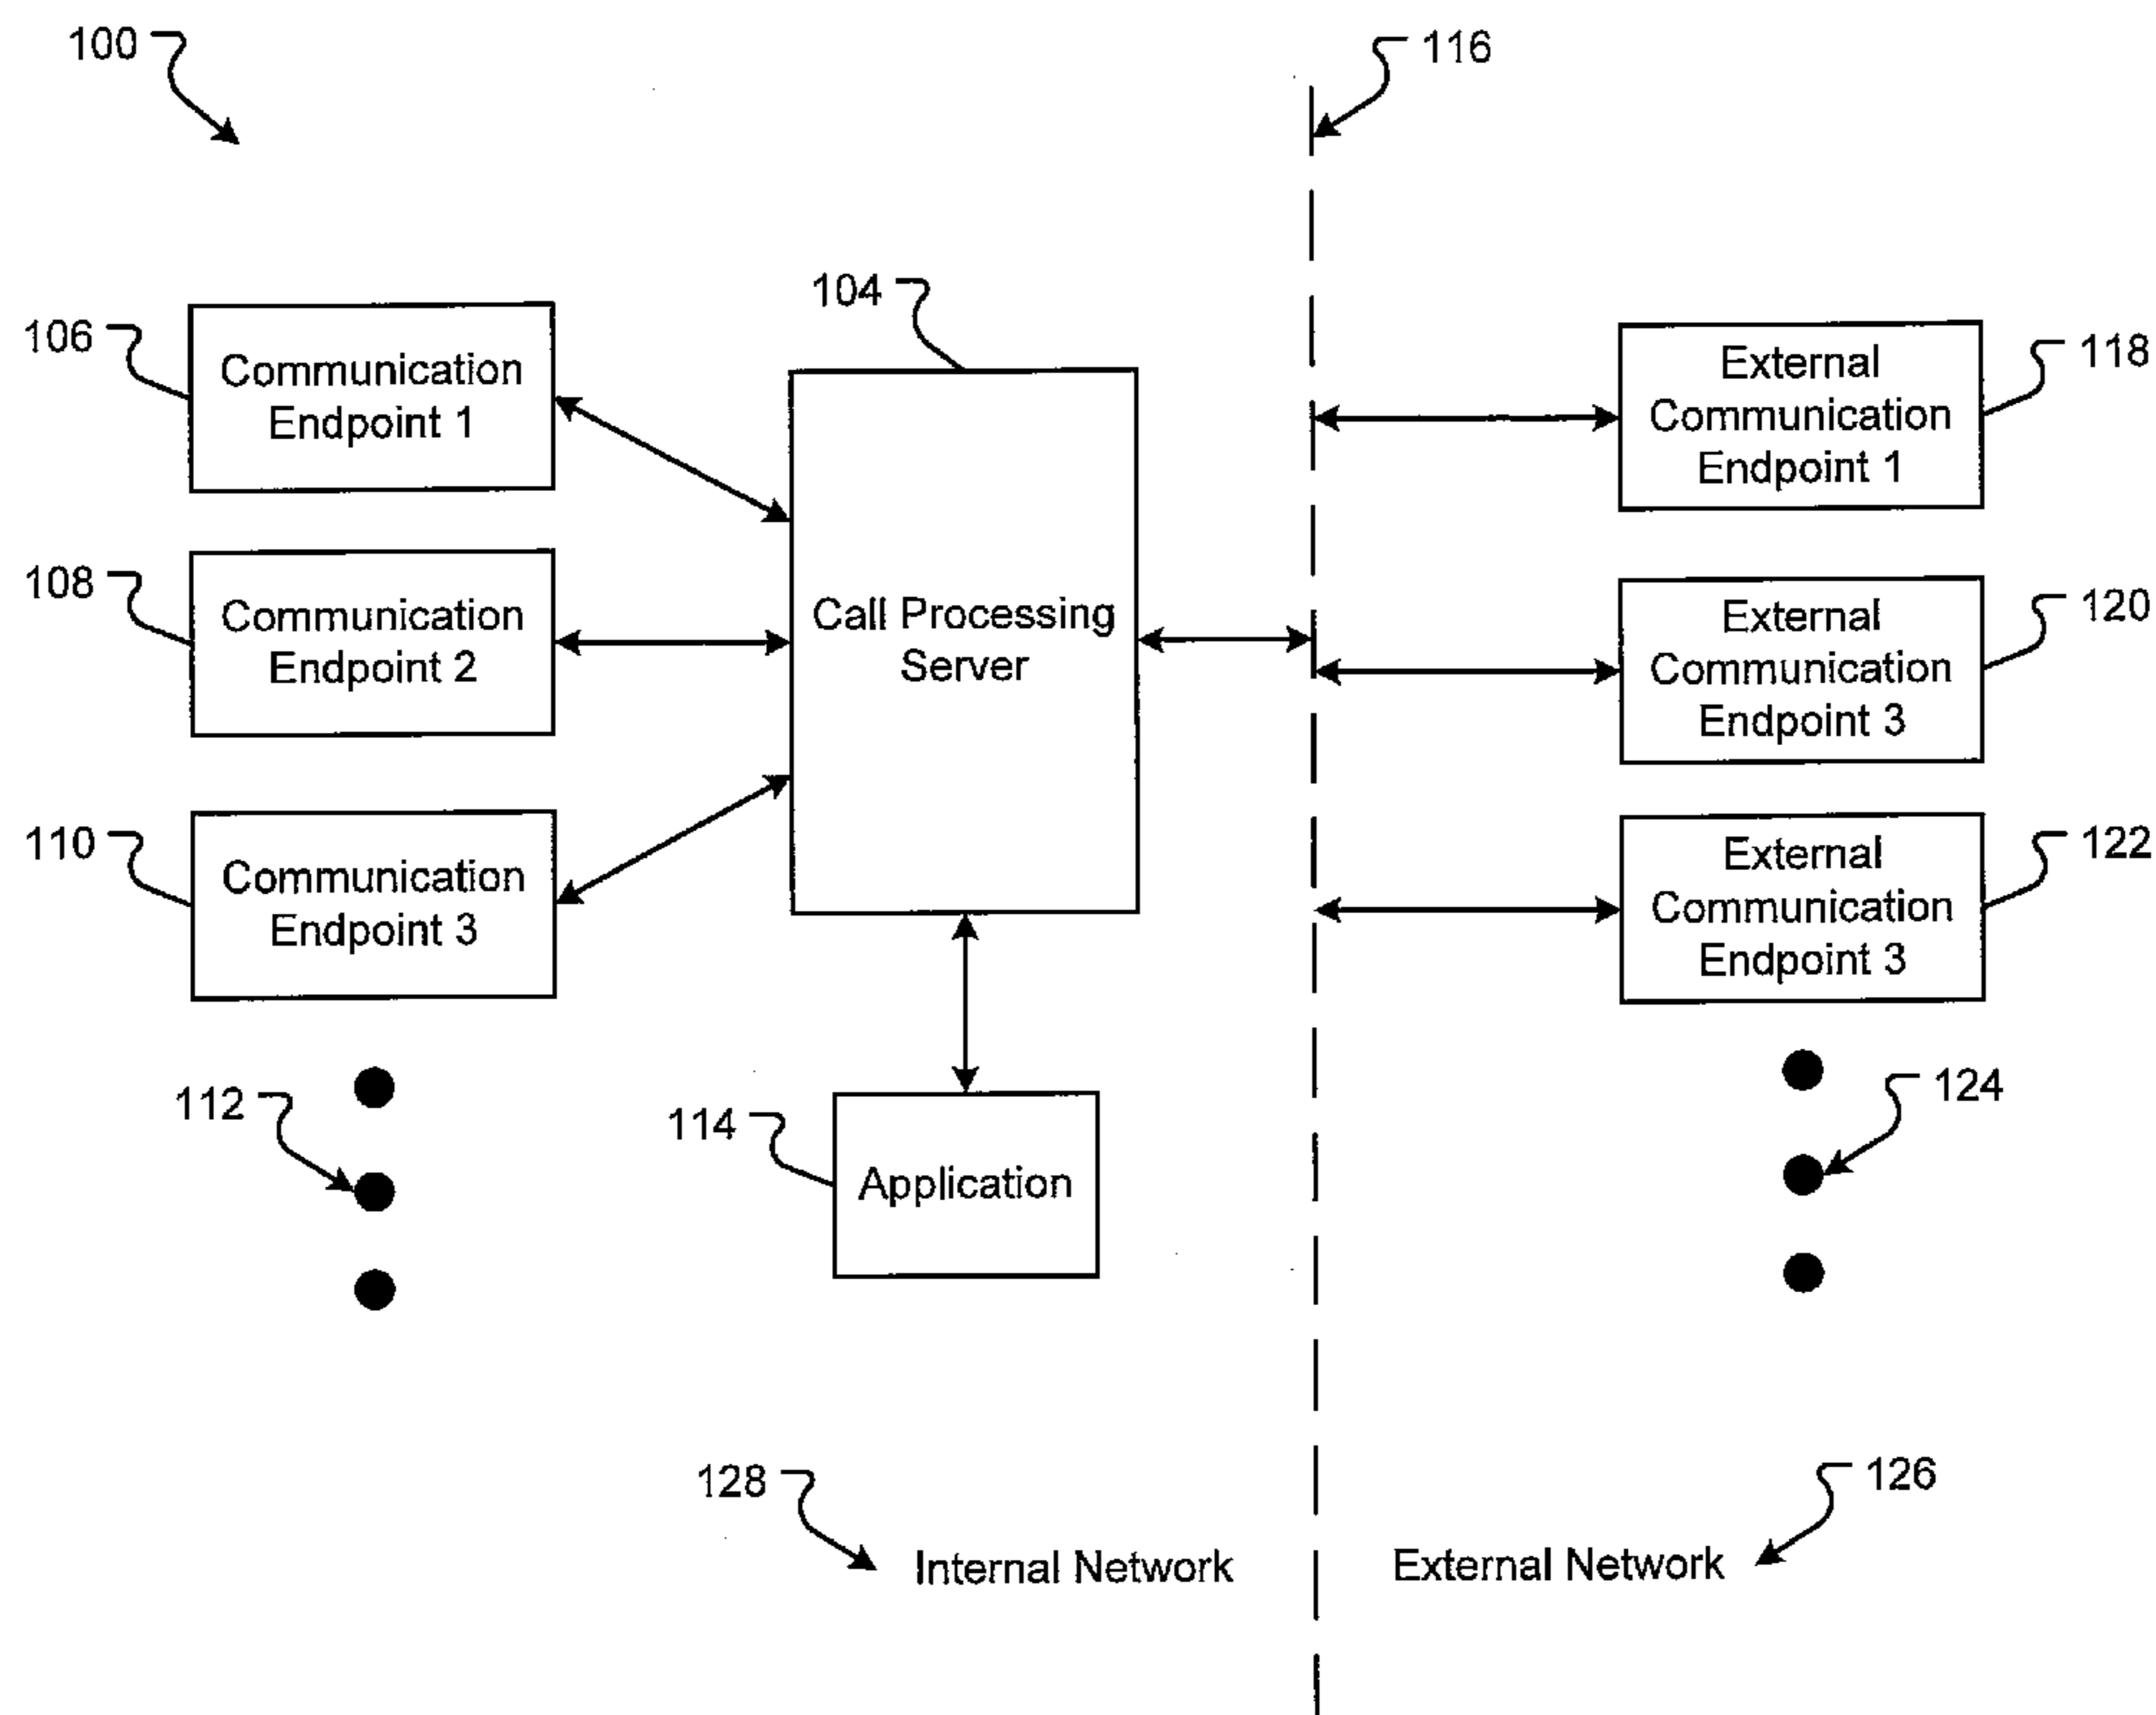 100
116
104
106
Communication
Endpoint 1
External
Communication
Endpoint 1
118
108
Communication
Endpoint 2
Call Processing
Server
External
Communication
Endpoint 3
120
110
Communication
Endpoint 3
External
Communication
Endpoint 3
122
112
114
Application
124
128
Internal Network
External Network
126